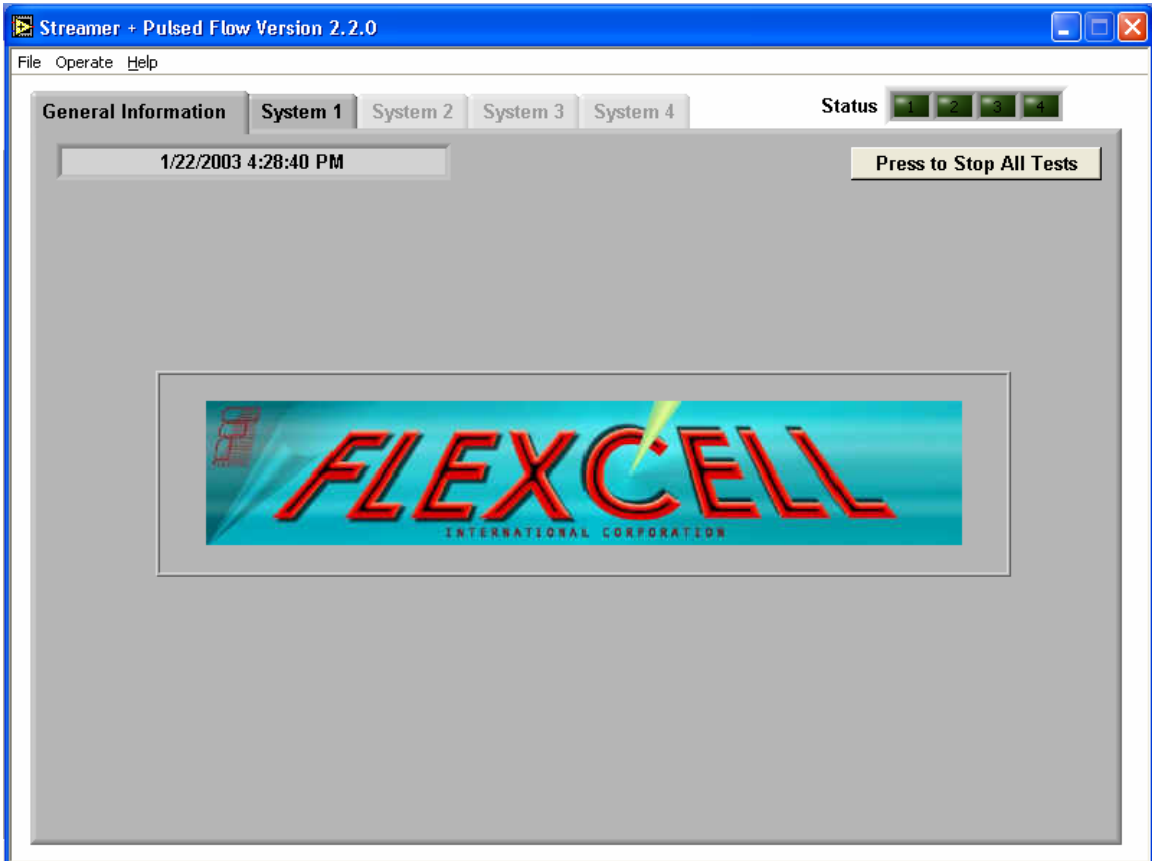 Streamer + Pulsed Flow Version 2.2.0
File Operate Help
General Information System 1 System 2 System 3 System 4 Status 1 2 3 4
1/22/2003 4:28:40 PM Press to Stop All Tests
FLEXCELL
INTERNATIONAL CORPORATION